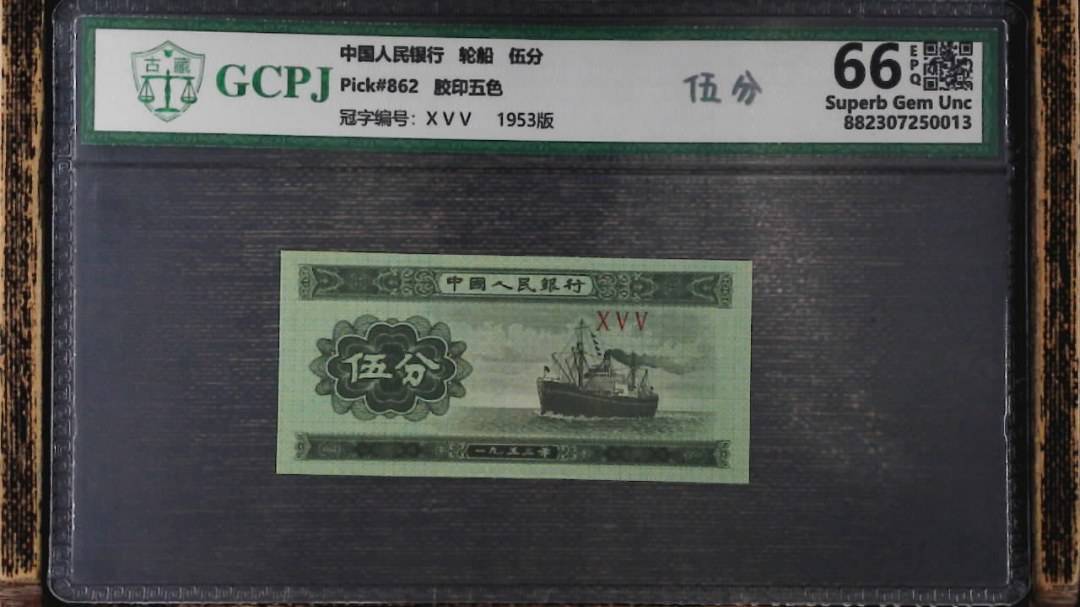 古藏
GCPJ
中国人民银行 轮船 伍分
Pick#862 胶印五色
冠字编号：XVV 1953版
伍分
66 EPQ
Superb Gem Unc
882307250013
中國人民銀行
XVV
伍分
一九五三年